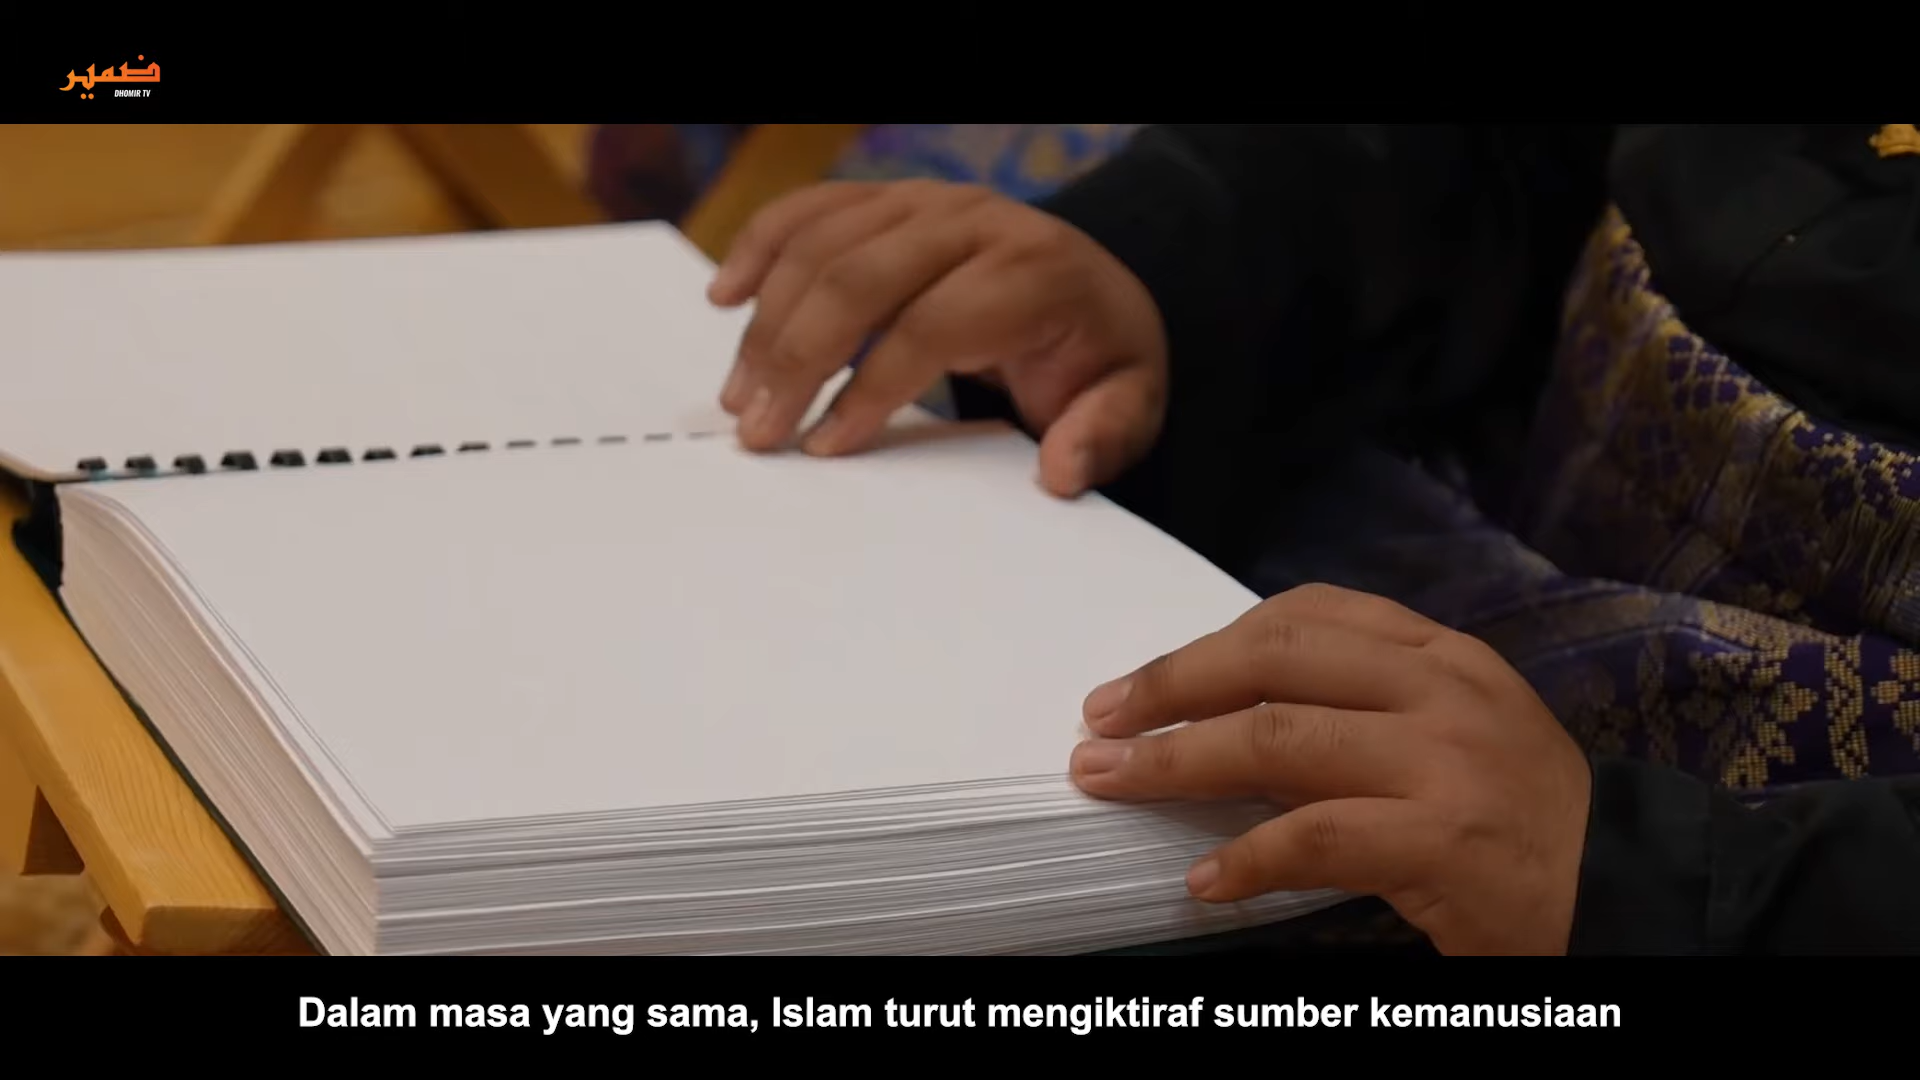 ضمير
DHOMIR TV
Dalam masa yang sama, Islam turut mengiktiraf sumber kemanusiaan